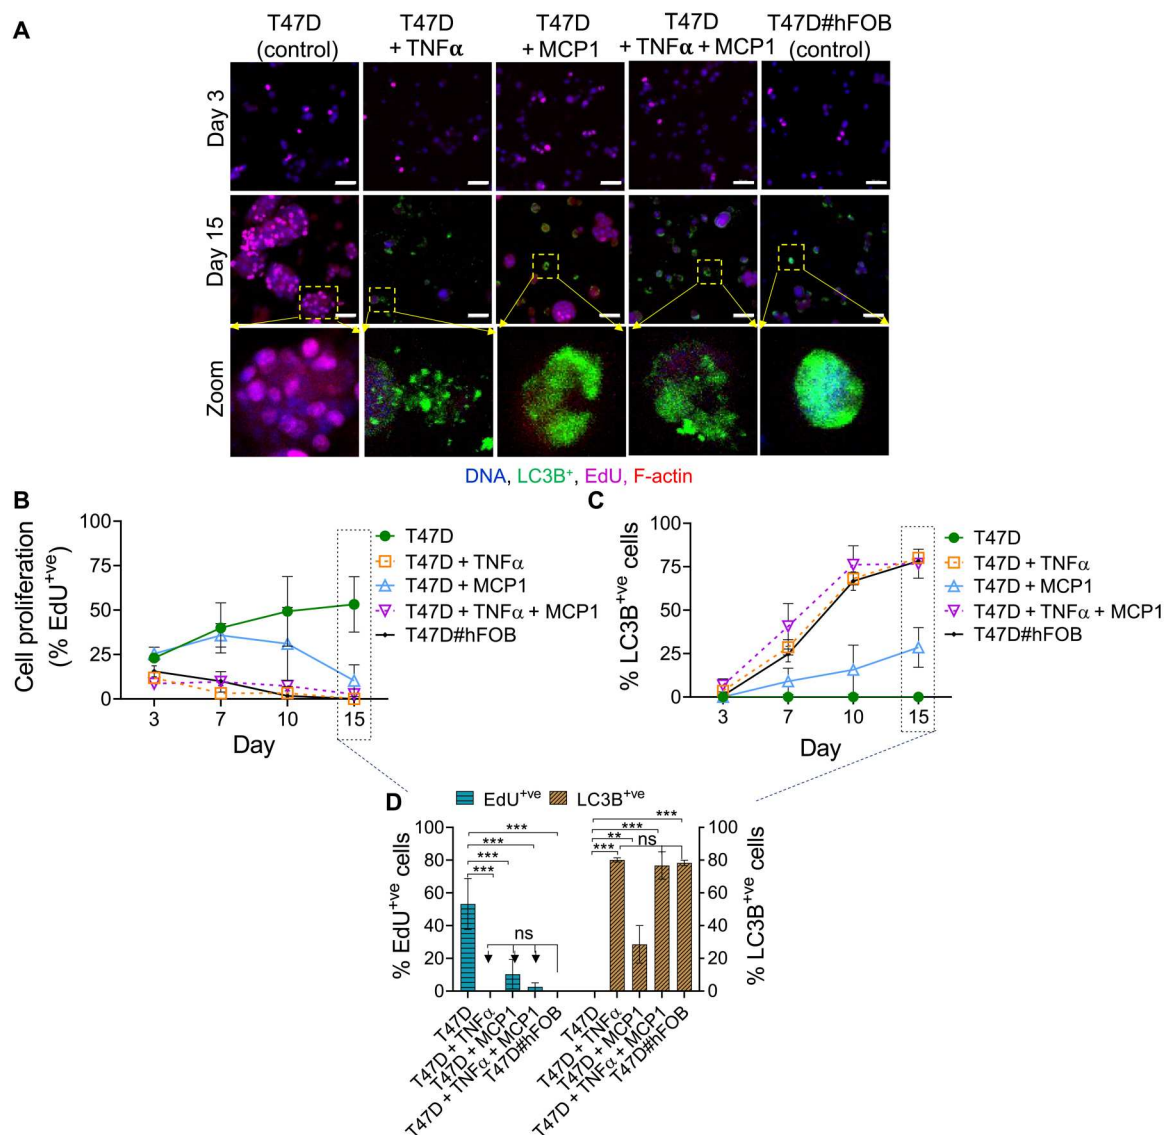 A
T47D
(control)
T47D
+ TNFα
T47D
+ MCP1
T47D
+ TNFα + MCP1
T47D#hFOB
(control)
Day 3
Day 15
Zoom
DNA, LC3B⁺, EdU, F-actin
B
Cell proliferation
(% EdU⁺ᵛᵉ)
100
75
50
25
0
3 7 10 15
Day
T47D
T47D + TNFα
T47D + MCP1
T47D + TNFα + MCP1
T47D#hFOB
C
% LC3B⁺ᵛᵉ cells
100
75
50
25
0
3 7 10 15
Day
T47D
T47D + TNFα
T47D + MCP1
T47D + TNFα + MCP1
T47D#hFOB
D
EdU⁺ᵛᵉ LC3B⁺ᵛᵉ
% EdU⁺ᵛᵉ cells
100
80
60
40
20
0
***
***
***
***
ns
***
***
**
***
ns
100
80
60
40
20
0
% LC3B⁺ᵛᵉ cells
T47D
T47D + TNFα
T47D + MCP1
T47D + TNFα + MCP1
T47D#hFOB
T47D
T47D + TNFα
T47D + MCP1
T47D + TNFα + MCP1
T47D#hFOB